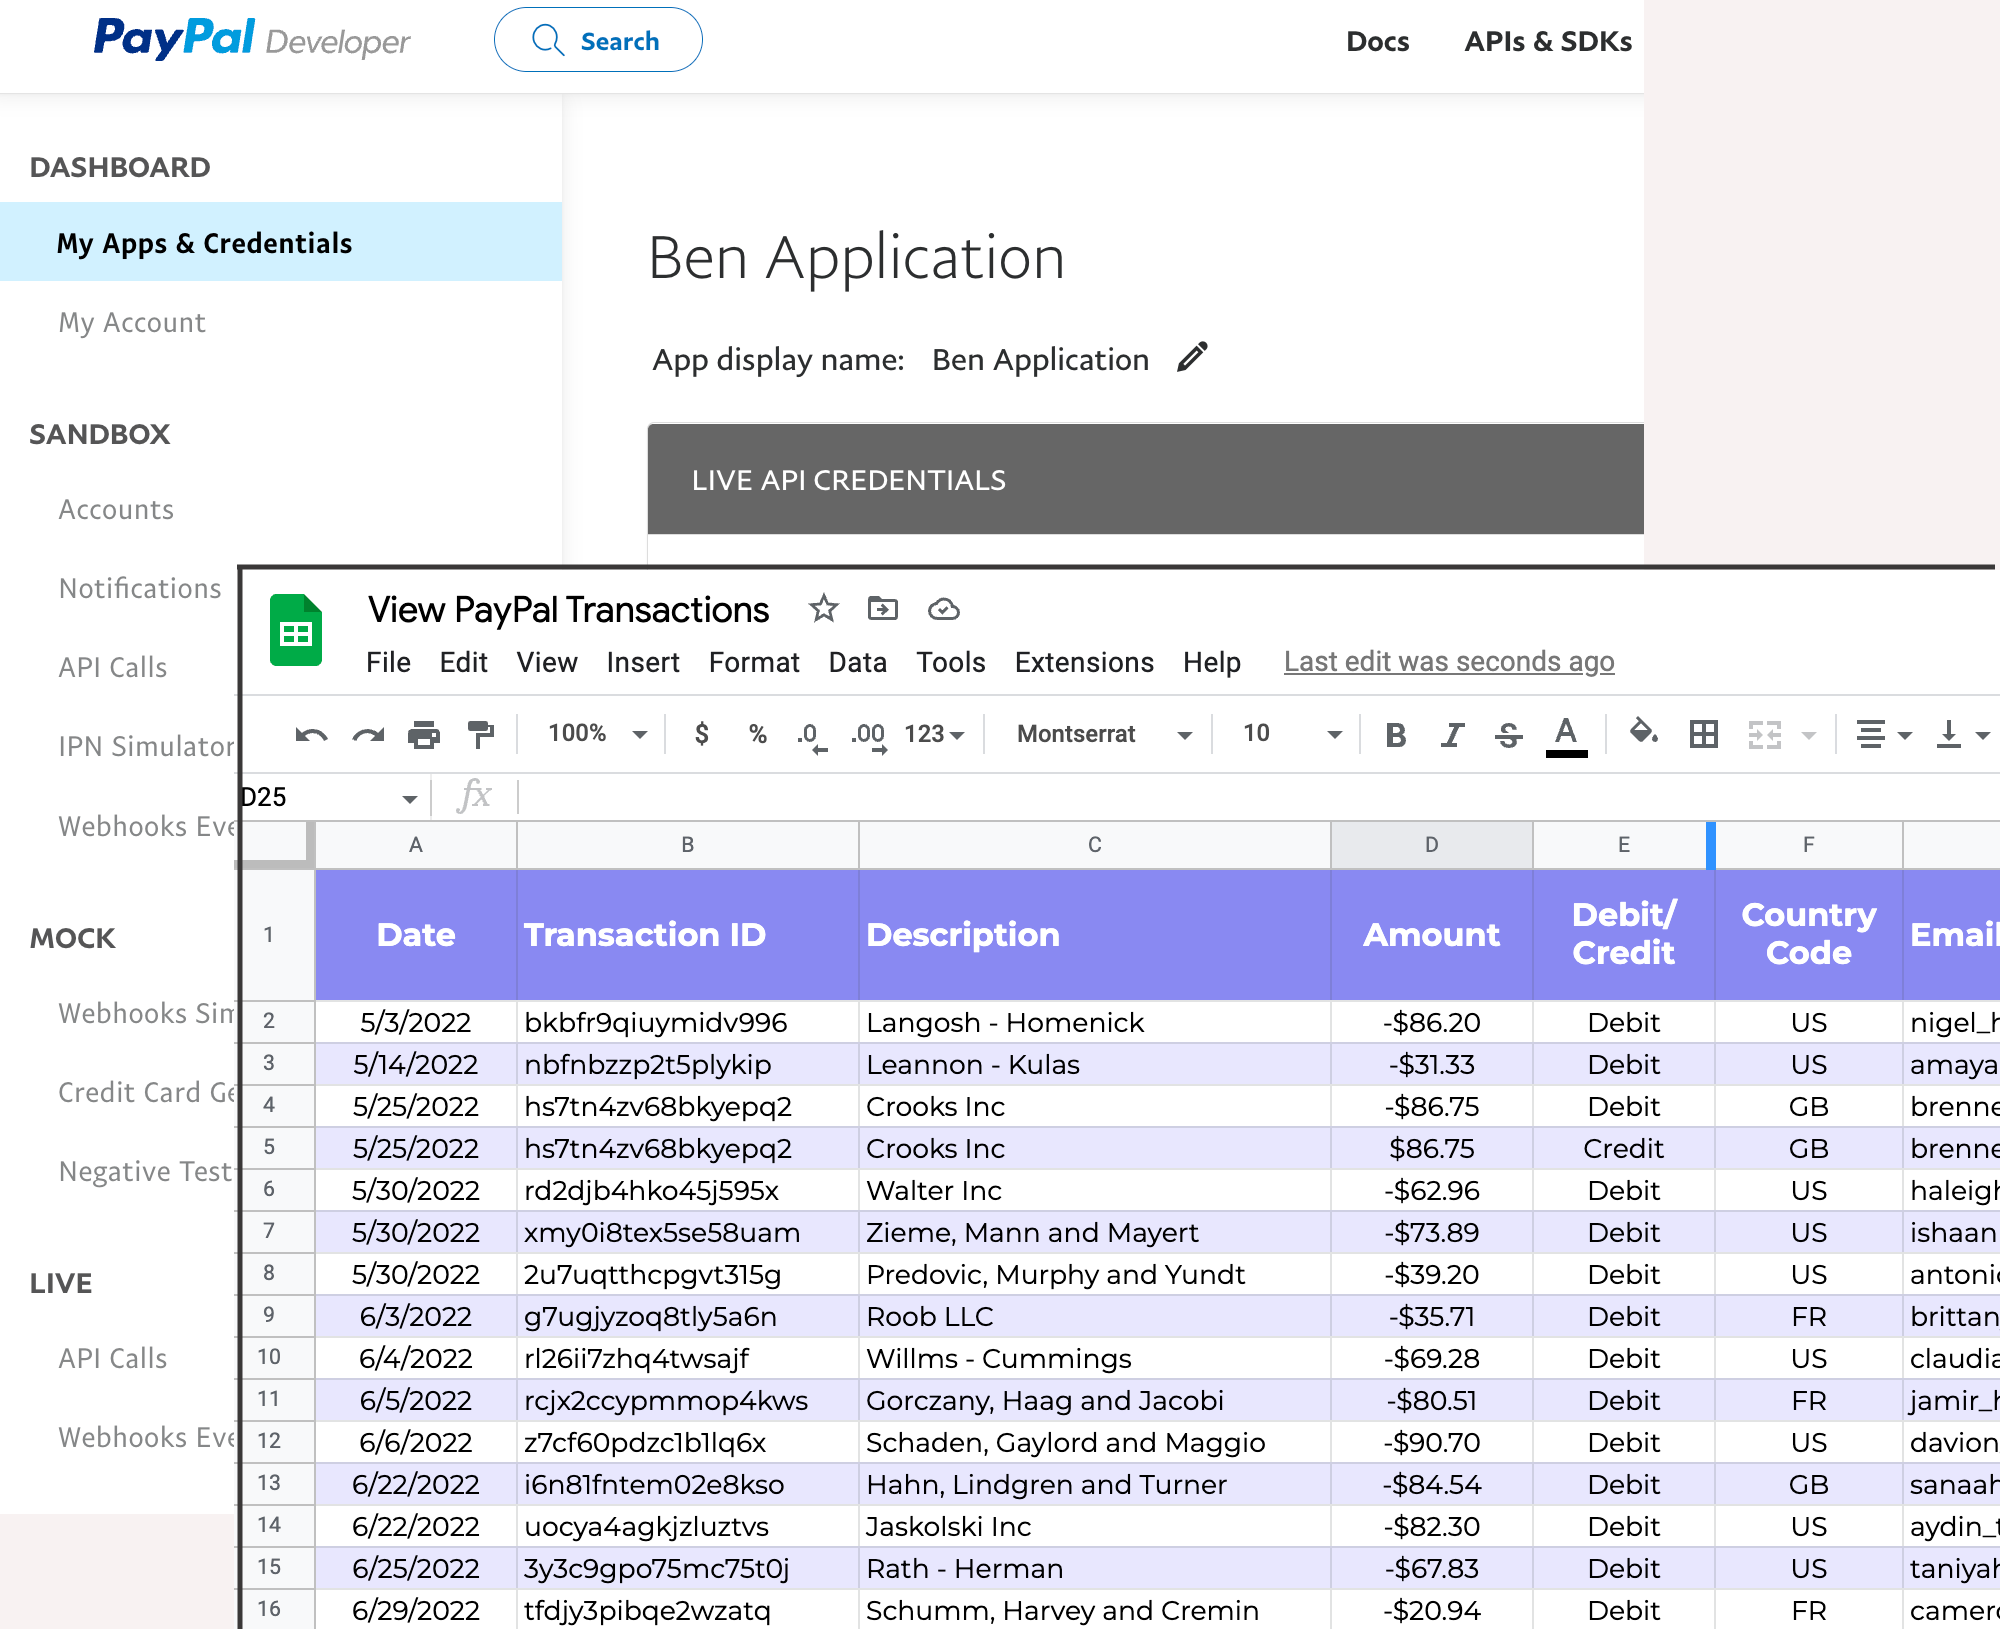 PayPal Developer
Search
Docs
APIs & SDKs
DASHBOARD
My Apps & Credentials
My Account
SANDBOX
Accounts
Notifications
API Calls
IPN Simulator
Webhooks Eve
MOCK
Webhooks Sim
Credit Card Ge
Negative Test
LIVE
API Calls
Webhooks Eve
Ben Application
App display name: Ben Application
LIVE API CREDENTIALS
View PayPal Transactions
File Edit View Insert Format Data Tools Extensions Help Last edit was seconds ago
100% $ % .0 .00 123 Montserrat 10 B I S A
D25 fx
A B C D E F
1 Date Transaction ID Description Amount Debit/ Credit Country Code Email
2 5/3/2022 bkbfr9qiuymidv996 Langosh - Homenick -$86.20 Debit US nigel_h
3 5/14/2022 nbfnbzzp2t5plykip Leannon - Kulas -$31.33 Debit US amaya
4 5/25/2022 hs7tn4zv68bkyepq2 Crooks Inc -$86.75 Debit GB brenne
5 5/25/2022 hs7tn4zv68bkyepq2 Crooks Inc $86.75 Credit GB brenne
6 5/30/2022 rd2djb4hko45j595x Walter Inc -$62.96 Debit US haleigh
7 5/30/2022 xmy0i8tex5se58uam Zieme, Mann and Mayert -$73.89 Debit US ishaan
8 5/30/2022 2u7uqtthcpgvt315g Predovic, Murphy and Yundt -$39.20 Debit US antonio
9 6/3/2022 g7ugjyzoq8tly5a6n Roob LLC -$35.71 Debit FR brittan
10 6/4/2022 rl26ii7zhq4twsajf Willms - Cummings -$69.28 Debit US claudia
11 6/5/2022 rcjx2ccypmmop4kws Gorczany, Haag and Jacobi -$80.51 Debit FR jamir_h
12 6/6/2022 z7cf60pdzc1b1lq6x Schaden, Gaylord and Maggio -$90.70 Debit US davion
13 6/22/2022 i6n81fntem02e8kso Hahn, Lindgren and Turner -$84.54 Debit GB sanaah
14 6/22/2022 uocya4agkjzluztvs Jaskolski Inc -$82.30 Debit US aydin_t
15 6/25/2022 3y3c9gpo75mc75t0j Rath - Herman -$67.83 Debit US taniyah
16 6/29/2022 tfdjy3pibqe2wzatq Schumm, Harvey and Cremin -$20.94 Debit FR camero